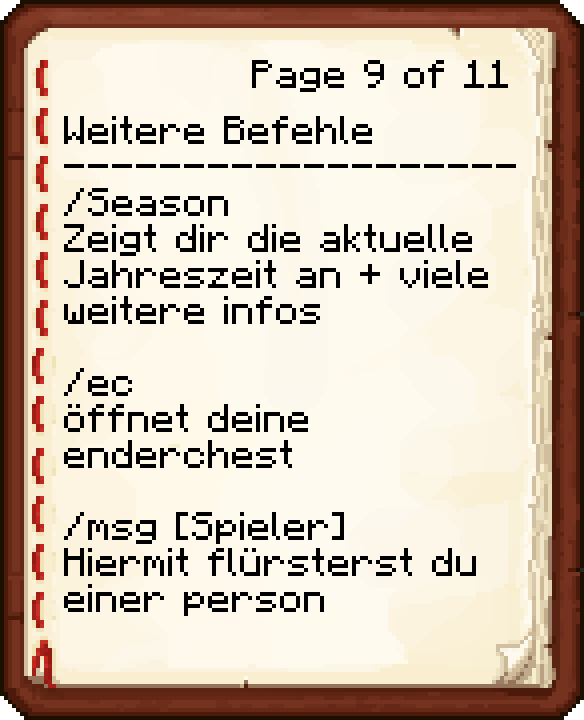 Page 9 of 11
Weitere Befehle
-------------------
/Season
Zeigt dir die aktuelle
Jahreszeit an + viele
weitere infos
/ec
öffnet deine
enderchest
/msg [Spieler]
Hiermit flürsterst du
einer person